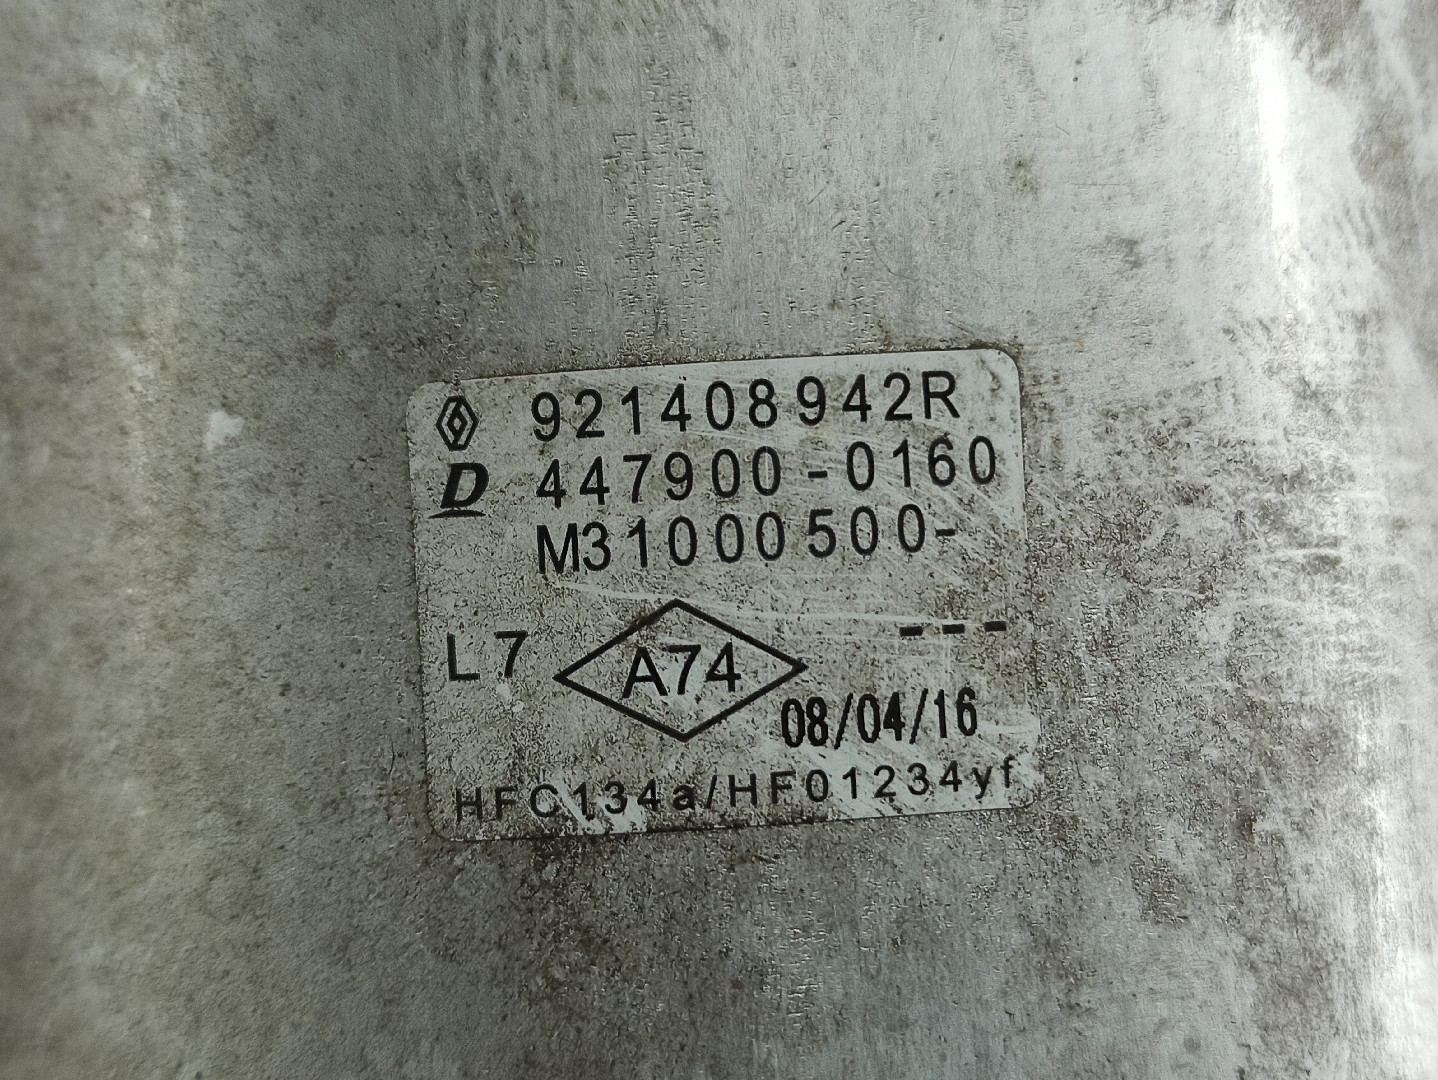 921408942R
D 447900-0160
M31000500-
---
L7 A74
08/04/16
HFC134a/HFO1234yf